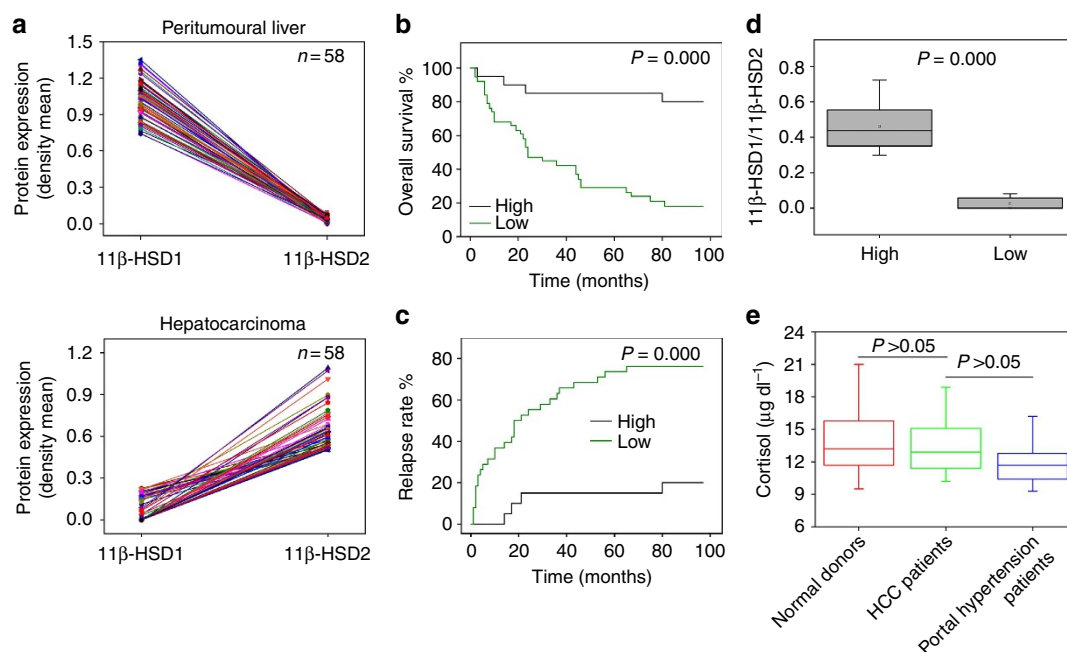 a
Peritumoural liver
n=58
Protein expression
(density mean)
1.5
1.2
0.9
0.6
0.3
0.0
11β-HSD1
11β-HSD2
Hepatocarcinoma
n=58
Protein expression
(density mean)
1.2
0.9
0.6
0.3
0.0
11β-HSD1
11β-HSD2
b
P = 0.000
Overall survival %
100
80
60
40
20
0
High
Low
0 20 40 60 80 100
Time (months)
c
P = 0.000
Relapse rate %
80
60
40
20
0
High
Low
0 20 40 60 80 100
Time (months)
d
P = 0.000
11β-HSD1/11β-HSD2
0.8
0.6
0.4
0.2
0.0
High
Low
e
P >0.05
P >0.05
Cortisol (μg dl⁻¹)
24
21
18
15
12
9
6
Normal donors
HCC patients
Portal hypertension
patients